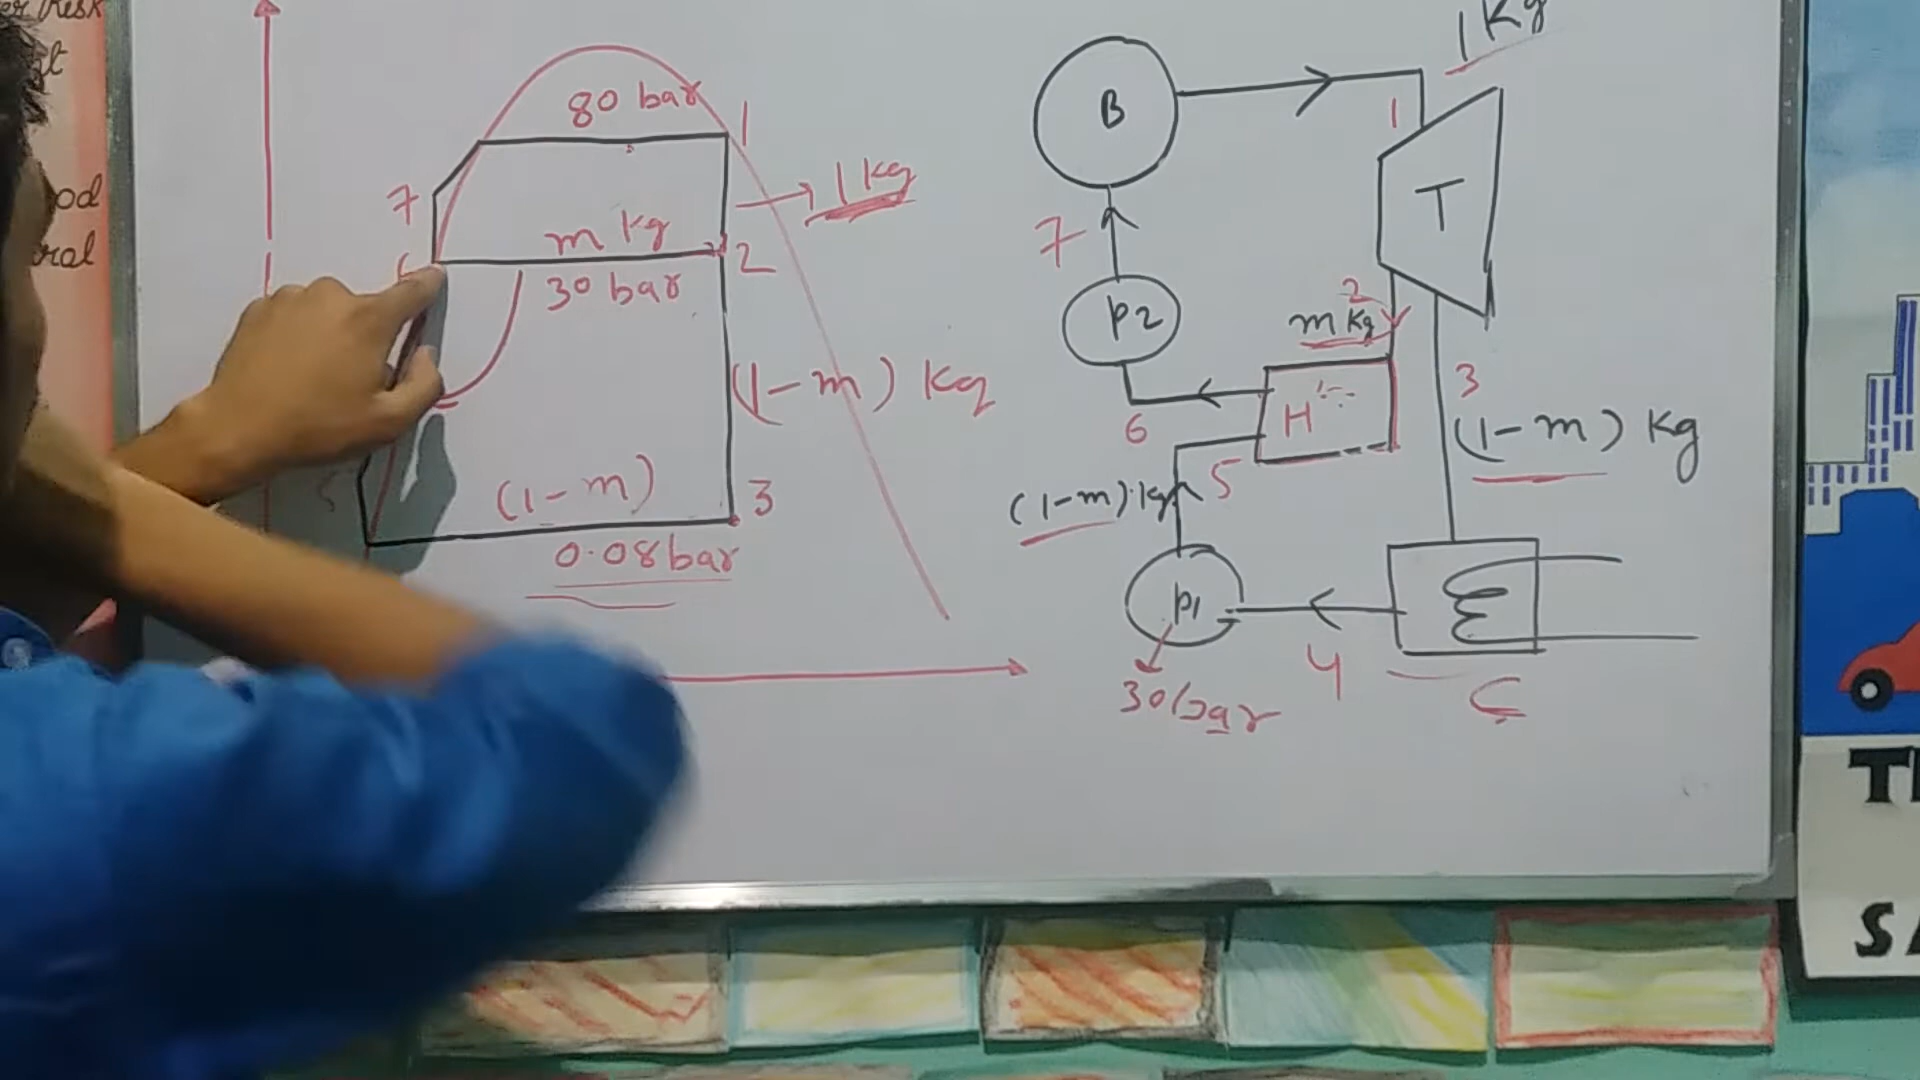 80 bar
1
1 kg
7
m kg
2
30 bar
(1-m) kg
(1-m)
3
0.08 bar
1 kg
B
1
T
7
P2
2
m kg
H
6
5
3
(1-m) kg
(1-m) kg
P1
4
C
30 bar